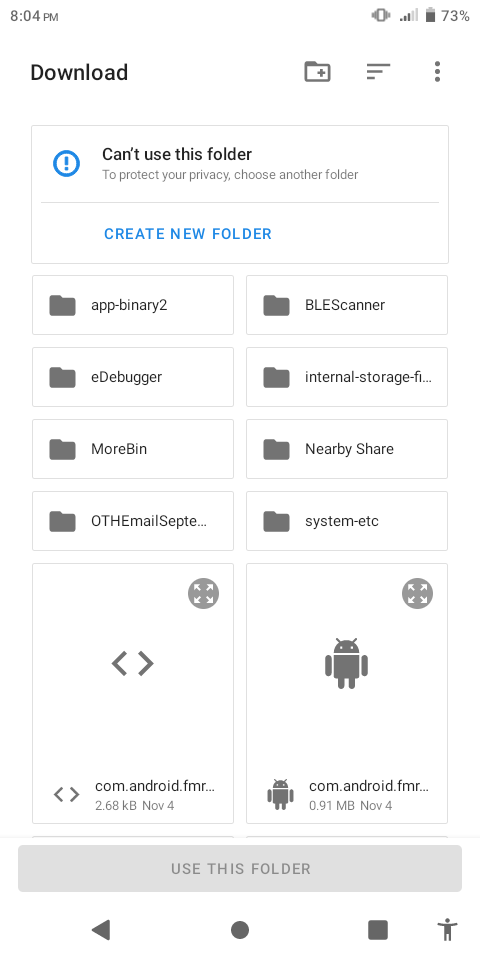 8:04 PM
73%
Download
Can't use this folder
To protect your privacy, choose another folder
CREATE NEW FOLDER
app-binary2
BLEScanner
eDebugger
internal-storage-fi…
MoreBin
Nearby Share
OTHEmailSepte…
system-etc
com.android.fmr…
2.68 kB Nov 4
com.android.fmr…
0.91 MB Nov 4
USE THIS FOLDER